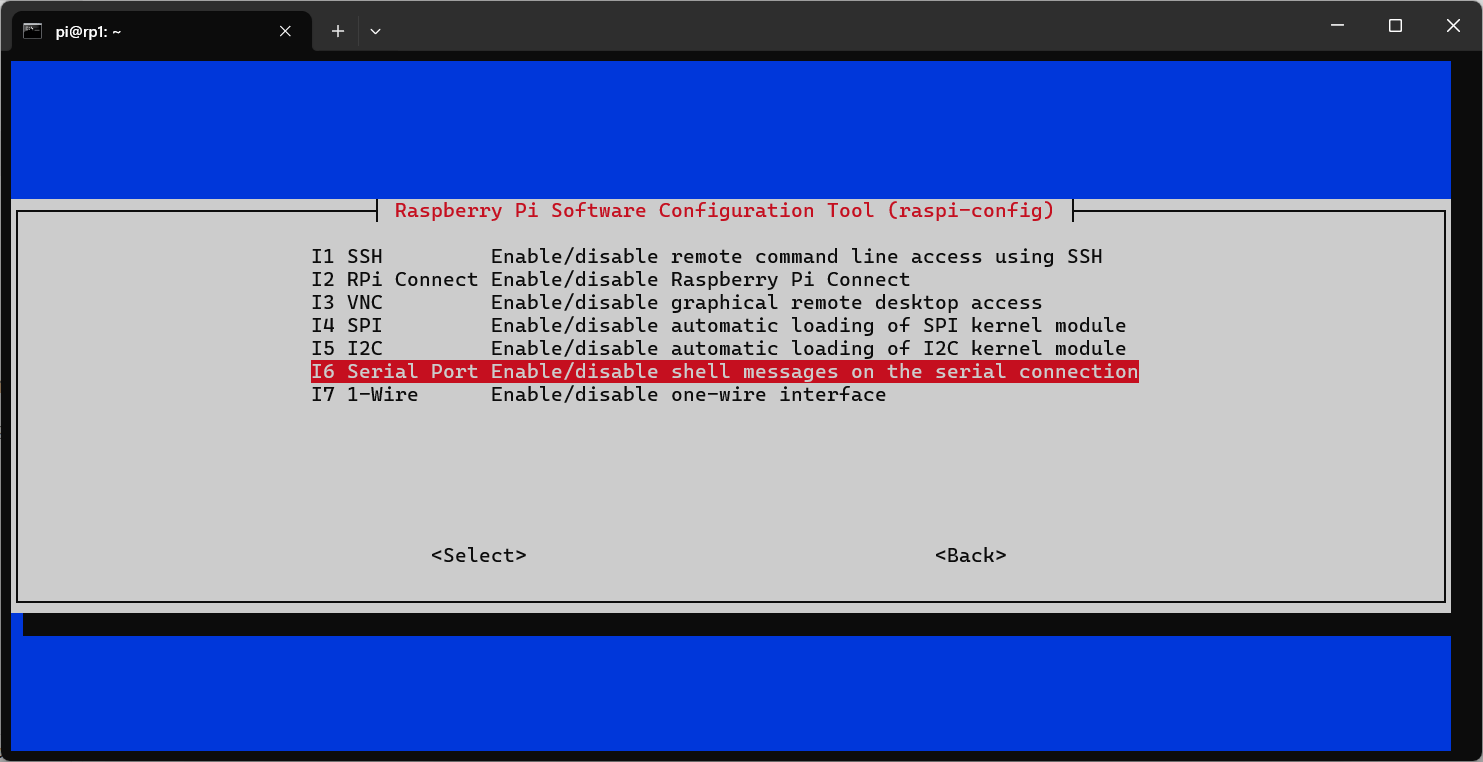 pi@rp1: ~
Raspberry Pi Software Configuration Tool (raspi-config)
I1 SSH Enable/disable remote command line access using SSH
I2 RPi Connect Enable/disable Raspberry Pi Connect
I3 VNC Enable/disable graphical remote desktop access
I4 SPI Enable/disable automatic loading of SPI kernel module
I5 I2C Enable/disable automatic loading of I2C kernel module
I6 Serial Port Enable/disable shell messages on the serial connection
I7 1-Wire Enable/disable one-wire interface
<Select> <Back>